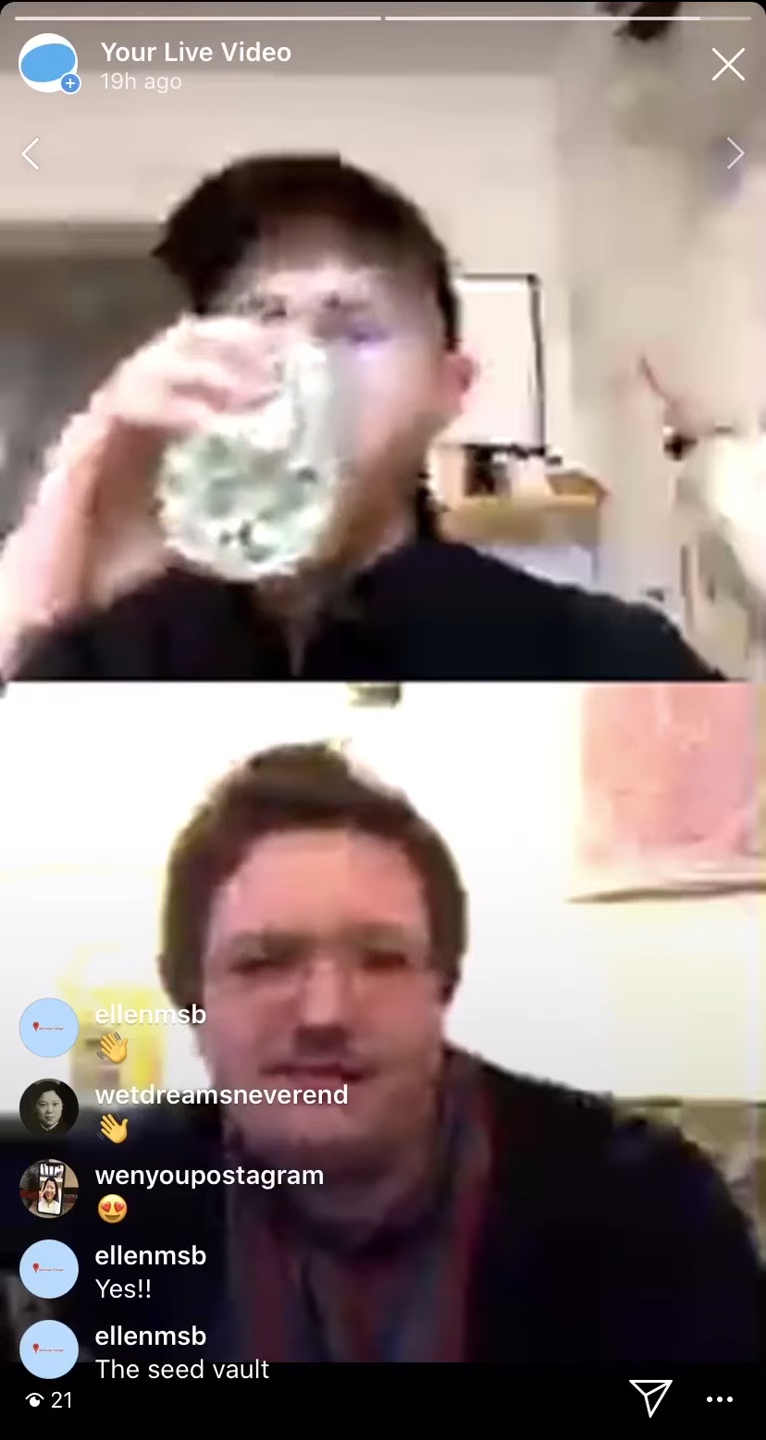 Your Live Video
19h ago
ellenmsb
👋
wetdreamsneverend
👋
wenyoupostagram
😍
ellenmsb
Yes!!
ellenmsb
The seed vault
21